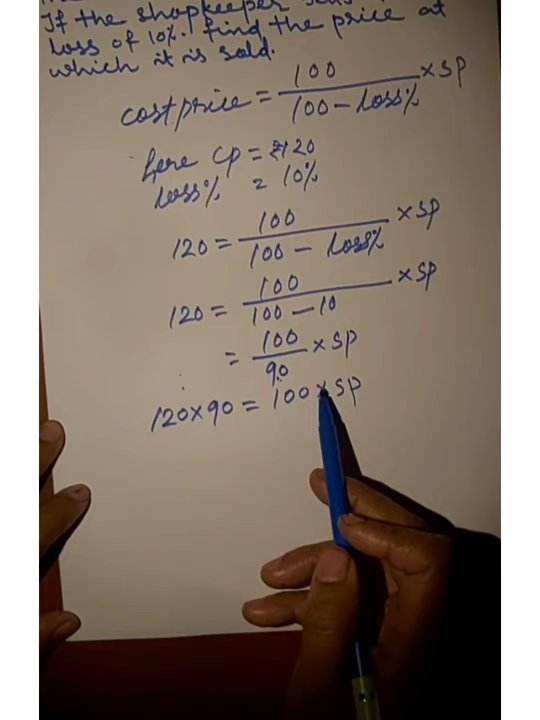 If the shopkeeper
loss of 10%. find the price at
which it is sold.
cost price = 100 / 100 - loss% × SP
here CP = ₹120
loss% = 10%
120 = 100 / 100 - loss% × SP
120 = 100 / 100 - 10 × SP
= 100 / 90 × SP
120×90 = 100 × SP